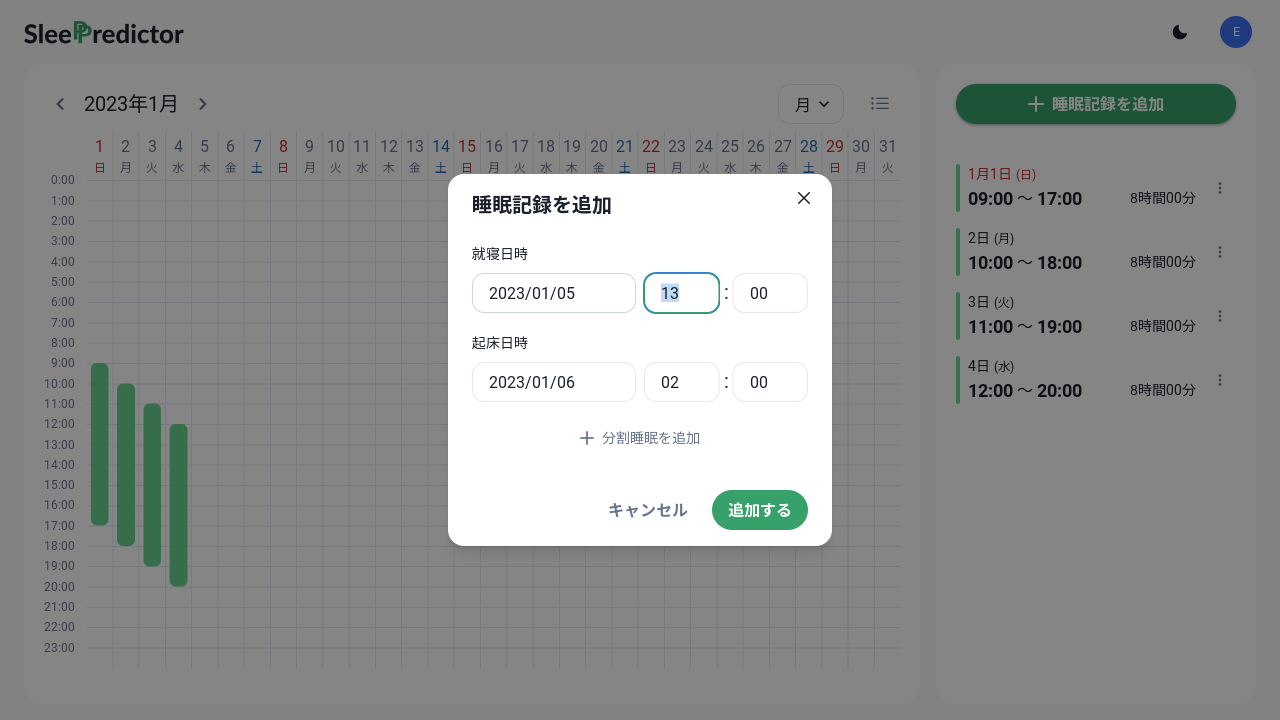 SleePredictor
E
2023年1月
月
睡眠記録を追加
1 2 3 4 5 6 7 8 9 10 11 12 13 14 15 16 17 18 19 20 21 22 23 24 25 26 27 28 29 30 31
日 月 火 水 木 金 土 日 月 火 水 木 金 土 日 月 火 水 木 金 土 日 月 火 水 木 金 土 日 月 火
0:00
1:00
2:00
3:00
4:00
5:00
6:00
7:00
8:00
9:00
10:00
11:00
12:00
13:00
14:00
15:00
16:00
17:00
18:00
19:00
20:00
21:00
22:00
23:00
睡眠記録を追加
就寝日時
2023/01/05 13 : 00
起床日時
2023/01/06 02 : 00
分割睡眠を追加
キャンセル 追加する
1月1日 (日)
09:00 〜 17:00 8時間00分
2日 (月)
10:00 〜 18:00 8時間00分
3日 (火)
11:00 〜 19:00 8時間00分
4日 (水)
12:00 〜 20:00 8時間00分